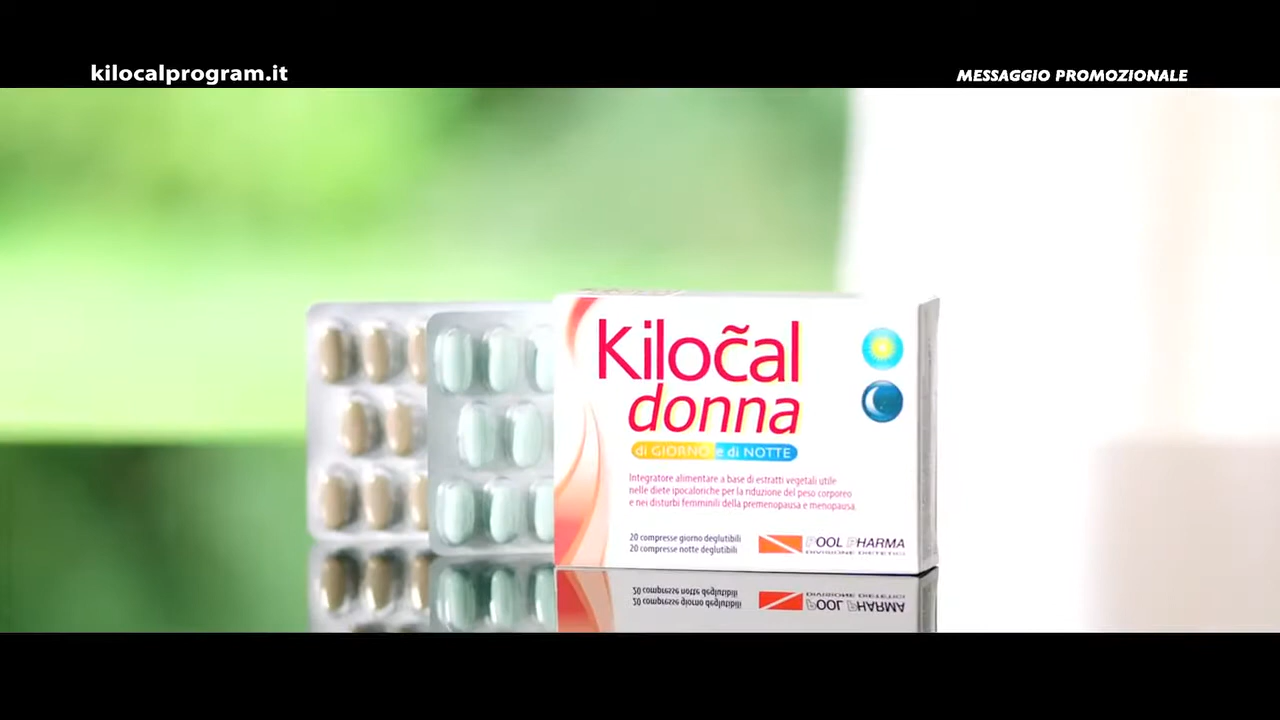 kilocalprogram.it
MESSAGGIO PROMOZIONALE
Kilocal
donna
di GIORNO e di NOTTE
Integratore alimentare a base di estratti vegetali utile
nelle diete ipocaloriche per la riduzione del peso corporeo
e nei disturbi femminili della premenopausa e menopausa.
20 compresse giorno deglutibili
20 compresse notte deglutibili
POOL PHARMA
DIVISIONE DIETETICI